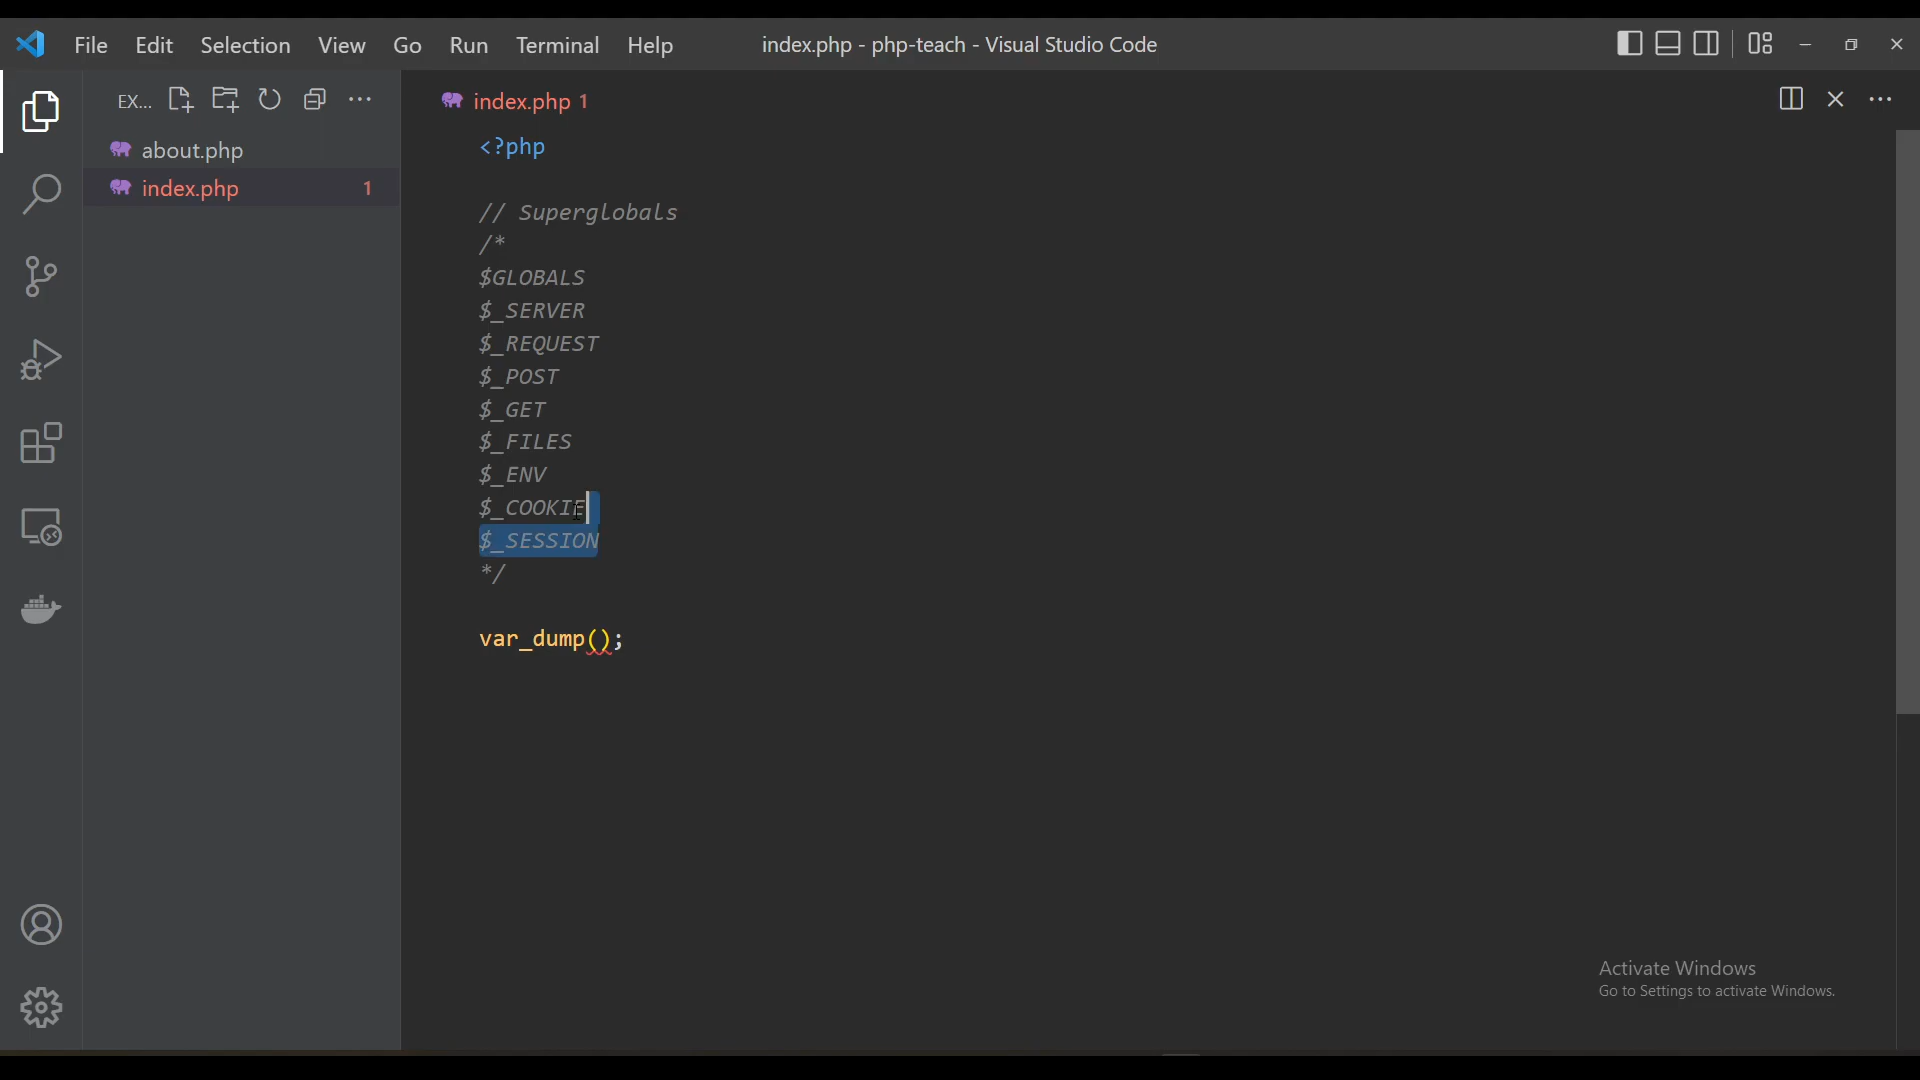 File Edit Selection View Go Run Terminal Help index.php - php-teach - Visual Studio Code
EX...
about.php
index.php 1
index.php 1
<?php
// Superglobals
/*
$GLOBALS
$_SERVER
$_REQUEST
$_POST
$_GET
$_FILES
$_ENV
$_COOKIE
$_SESSION
*/
var_dump();
Activate Windows
Go to Settings to activate Windows.